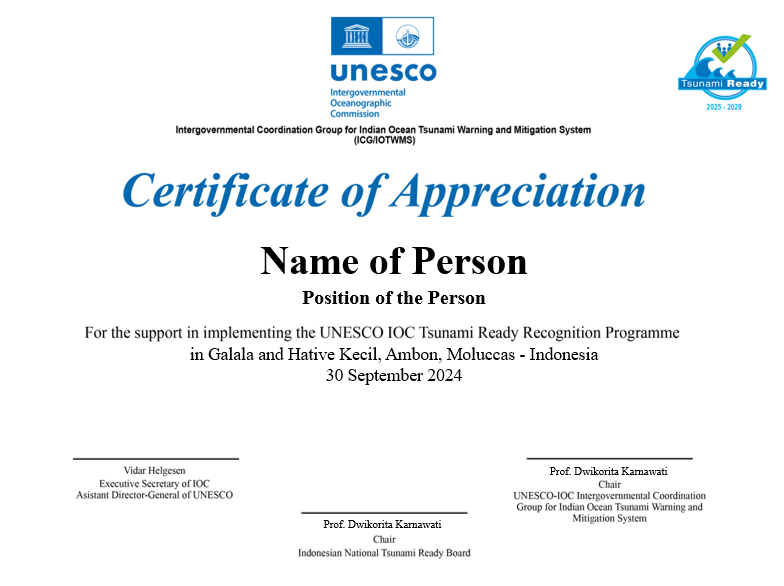 unesco
Intergovernmental
Oceanographic
Commission
Tsunami Ready
2025 - 2029
Intergovernmental Coordination Group for Indian Ocean Tsunami Warning and Mitigation System
(ICG/IOTWMS)
Certificate of Appreciation
Name of Person
Position of the Person
For the support in implementing the UNESCO IOC Tsunami Ready Recognition Programme
in Galala and Hative Kecil, Ambon, Moluccas - Indonesia
30 September 2024
Vidar Helgesen
Executive Secretary of IOC
Asistant Director-General of UNESCO
Prof. Dwikorita Karnawati
Chair
UNESCO-IOC Intergovernmental Coordination
Group for Indian Ocean Tsunami Warning and
Mitigation System
Prof. Dwikorita Karnawati
Chair
Indonesian National Tsunami Ready Board